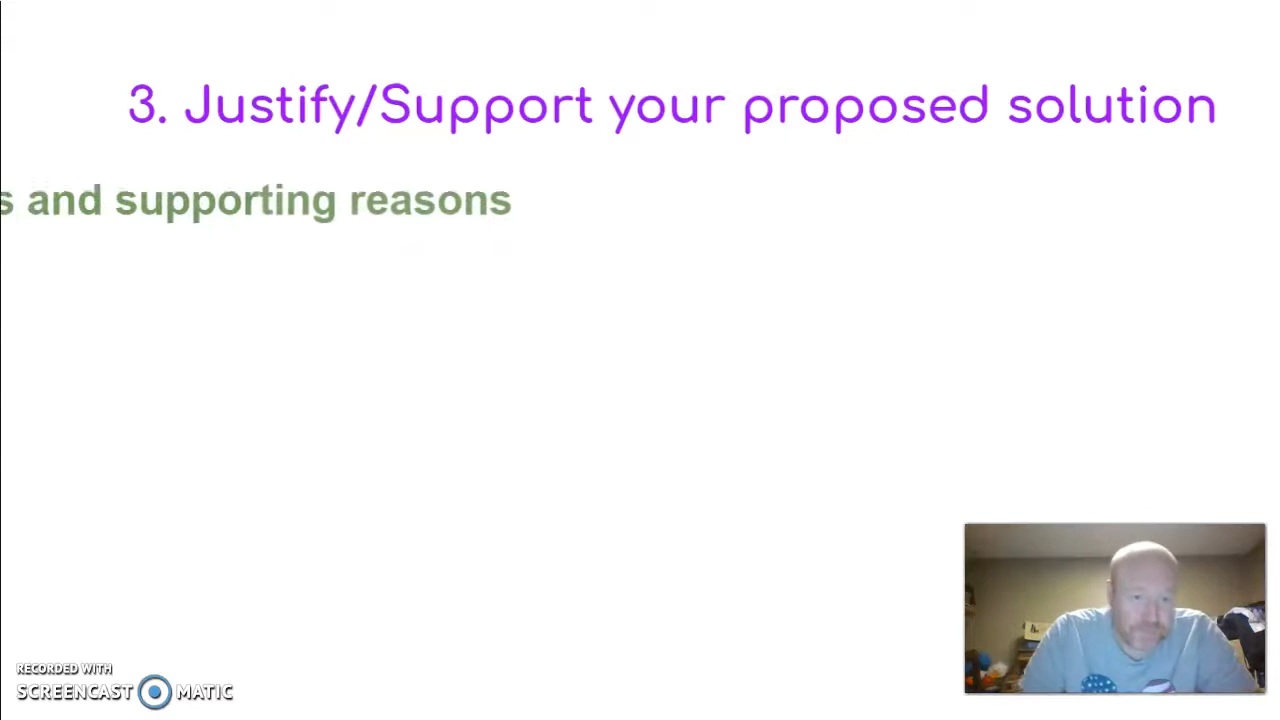 3. Justify/Support your proposed solution
s and supporting reasons
RECORDED WITH
SCREENCAST MATIC